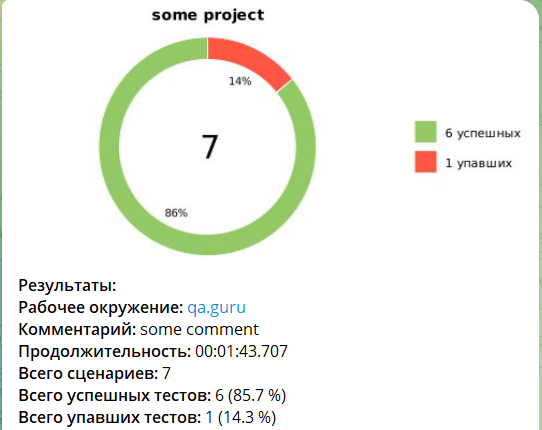 some project
14%
7
86%
6 успешных
1 упавших
Результаты:
Рабочее окружение: qa.guru
Комментарий: some comment
Продолжительность: 00:01:43.707
Всего сценариев: 7
Всего успешных тестов: 6 (85.7 %)
Всего упавших тестов: 1 (14.3 %)